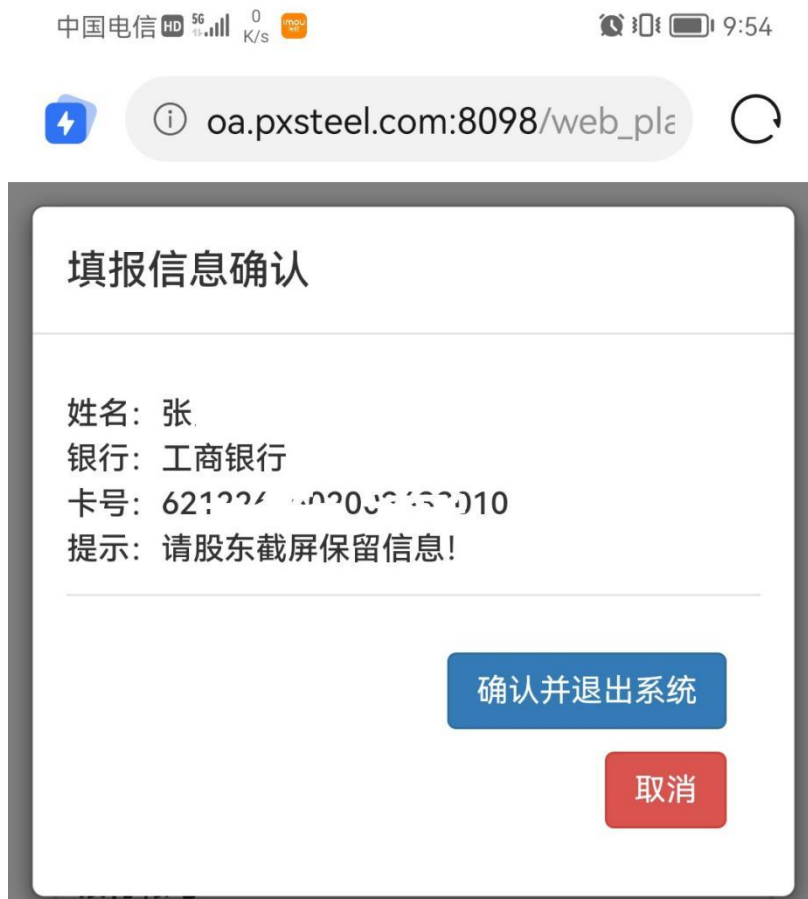 中国电信 HD 5G 0 K/s imou 9:54
oa.pxsteel.com:8098/web_pla
填报信息确认
姓名：张
银行：工商银行
卡号：
提示：请股东截屏保留信息!
确认并退出系统
取消